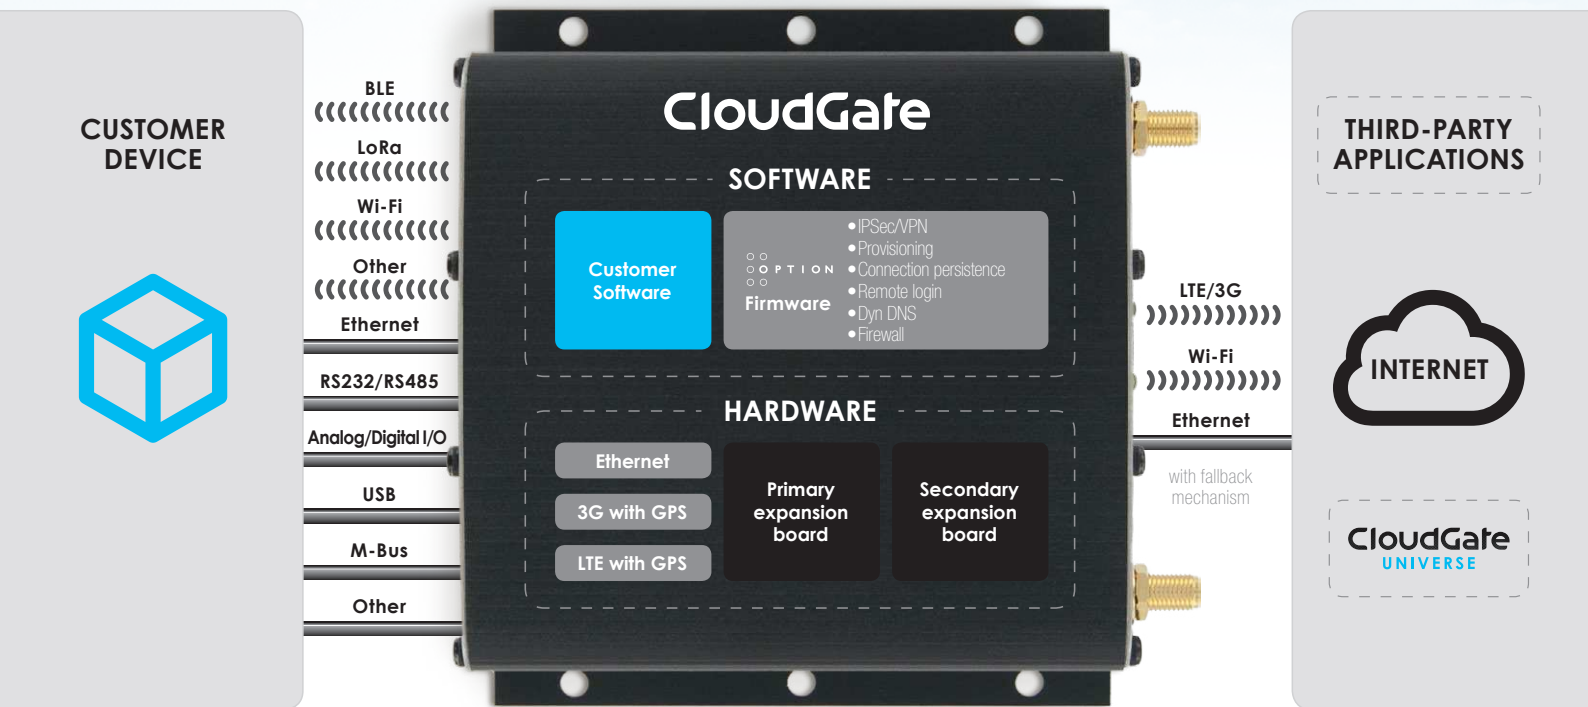 CUSTOMER
DEVICE
BLE
LoRa
Wi-Fi
Other
Ethernet
RS232/RS485
Analog/Digital I/O
USB
M-Bus
Other
CloudGate
SOFTWARE
Customer
Software
OPTION
Firmware
•IPSec/VPN
•Provisioning
•Connection persistence
•Remote login
•Dyn DNS
•Firewall
HARDWARE
Ethernet
3G with GPS
LTE with GPS
Primary
expansion
board
Secondary
expansion
board
LTE/3G
Wi-Fi
Ethernet
with fallback
mechanism
THIRD-PARTY
APPLICATIONS
INTERNET
CloudGate
UNIVERSE